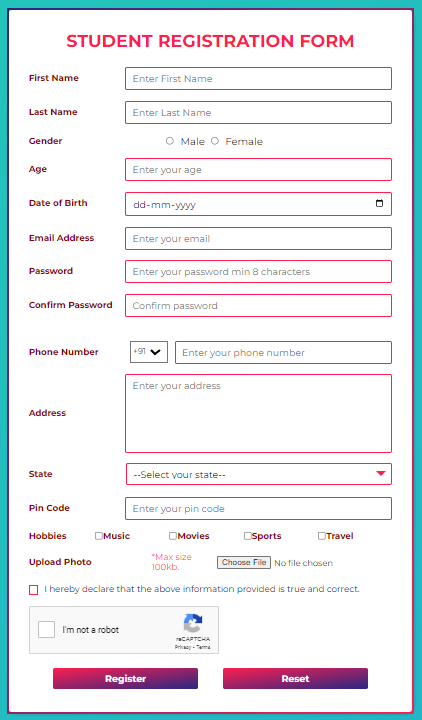 STUDENT REGISTRATION FORM
First Name Enter First Name
Last Name Enter Last Name
Gender Male Female
Age Enter your age
Date of Birth dd-mm-yyyy
Email Address Enter your email
Password Enter your password min 8 characters
Confirm Password Confirm password
Phone Number +91 Enter your phone number
Address Enter your address
State --Select your state--
Pin Code Enter your pin code
Hobbies Music Movies Sports Travel
Upload Photo *Max size 100kb. Choose File No file chosen
I hereby declare that the above information provided is true and correct.
I'm not a robot
reCAPTCHA
Privacy - Terms
Register Reset